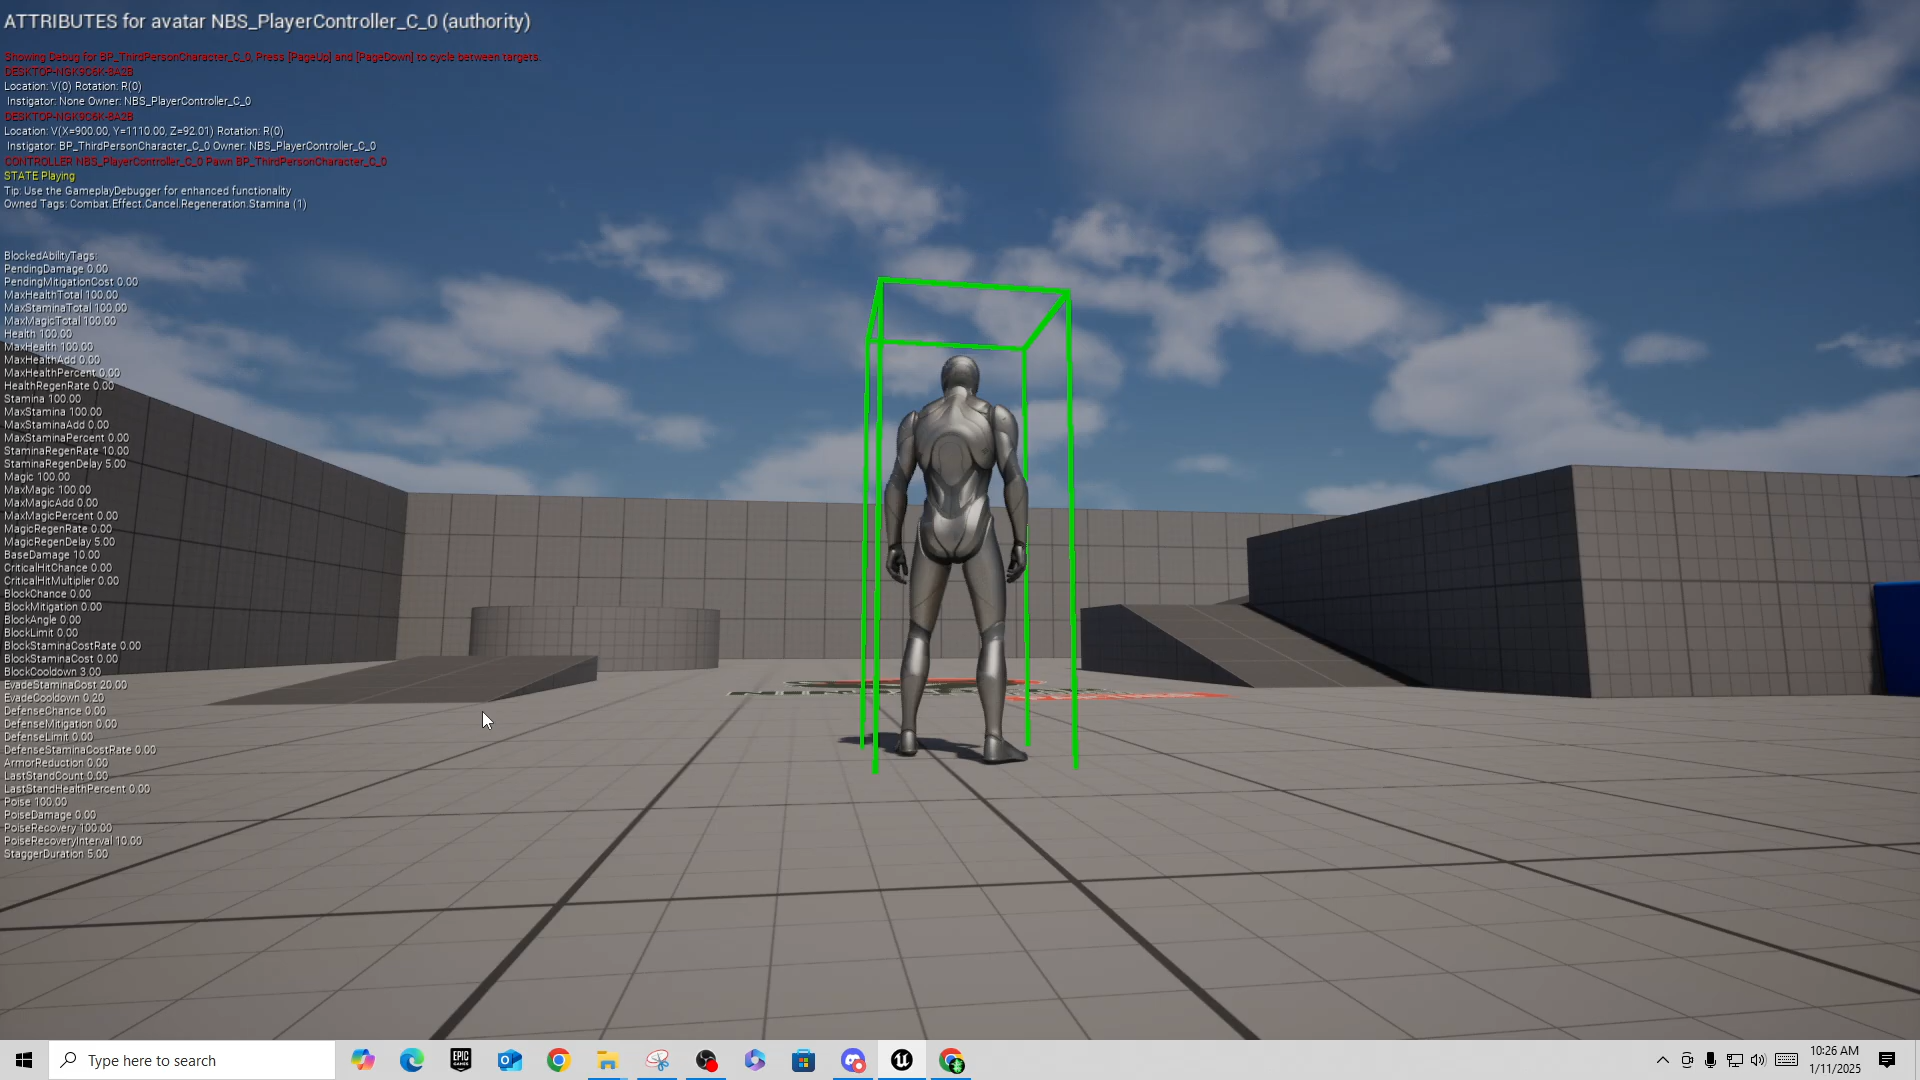 ATTRIBUTES for avatar NBS_PlayerController_C_0 (authority)
Showing Debug for BP_ThirdPersonCharacter_C_0, Press [PageUp] and [PageDown] to cycle between targets.
DESKTOP-NGK9C6K-8A2B
Location: V(0) Rotation: R(0)
Instigator: None Owner: NBS_PlayerController_C_0
DESKTOP-NGK9C6K-8A2B
Location: V(X=900.00, Y=1110.00, Z=92.01) Rotation: R(0)
Instigator: BP_ThirdPersonCharacter_C_0 Owner: NBS_PlayerController_C_0
CONTROLLER NBS_PlayerController_C_0 Pawn BP_ThirdPersonCharacter_C_0
STATE Playing
Tip: Use the GameplayDebugger for enhanced functionality
Owned Tags: Combat.Effect.Cancel.Regeneration.Stamina (1)
BlockedAbilityTags:
PendingDamage 0.00
PendingMitigationCost 0.00
MaxHealthTotal 100.00
MaxStaminaTotal 100.00
MaxMagicTotal 100.00
Health 100.00
MaxHealth 100.00
MaxHealthAdd 0.00
MaxHealthPercent 0.00
HealthRegenRate 0.00
Stamina 100.00
MaxStamina 100.00
MaxStaminaAdd 0.00
MaxStaminaPercent 0.00
StaminaRegenRate 10.00
StaminaRegenDelay 5.00
Magic 100.00
MaxMagic 100.00
MaxMagicAdd 0.00
MaxMagicPercent 0.00
MagicRegenRate 0.00
MagicRegenDelay 5.00
BaseDamage 10.00
CriticalHitChance 0.00
CriticalHitMultiplier 0.00
BlockChance 0.00
BlockMitigation 0.00
BlockAngle 0.00
BlockLimit 0.00
BlockStaminaCostRate 0.00
BlockStaminaCost 0.00
BlockCooldown 3.00
EvadeStaminaCost 20.00
EvadeCooldown 0.20
DefenseChance 0.00
DefenseMitigation 0.00
DefenseLimit 0.00
DefenseStaminaCostRate 0.00
ArmorReduction 0.00
LastStandCount 0.00
LastStandHealthPercent 0.00
Poise 100.00
PoiseDamage 0.00
PoiseRecovery 100.00
PoiseRecoveryInterval 10.00
StaggerDuration 5.00
Type here to search
EPIC GAMES
10:26 AM
1/11/2025